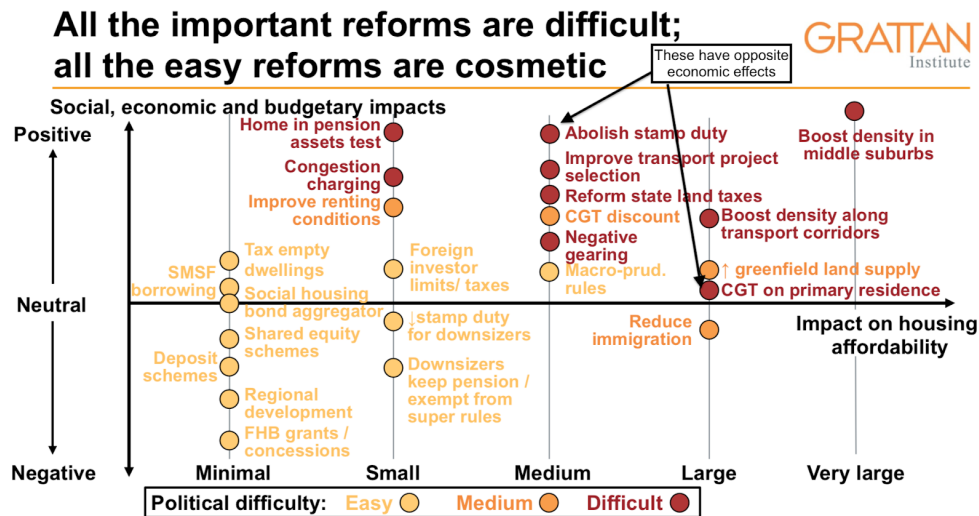 All the important reforms are difficult;
all the easy reforms are cosmetic
These have opposite
economic effects
GRATTAN
Institute
Social, economic and budgetary impacts
Positive
Neutral
Negative
Home in pension
assets test
Congestion
charging
Improve renting
conditions
Abolish stamp duty
Improve transport project
selection
Reform state land taxes
CGT discount
Negative
gearing
Macro-prud.
rules
Boost density in
middle suburbs
Boost density along
transport corridors
↑ greenfield land supply
CGT on primary residence
Tax empty
dwellings
SMSF
borrowing
Social housing
bond aggregator
Foreign
investor
limits/ taxes
Shared equity
schemes
Deposit
schemes
Regional
development
FHB grants /
concessions
↓stamp duty
for downsizers
Downsizers
keep pension /
exempt from
super rules
Reduce
immigration
Impact on housing
affordability
Minimal
Small
Medium
Large
Very large
Political difficulty: Easy Medium Difficult